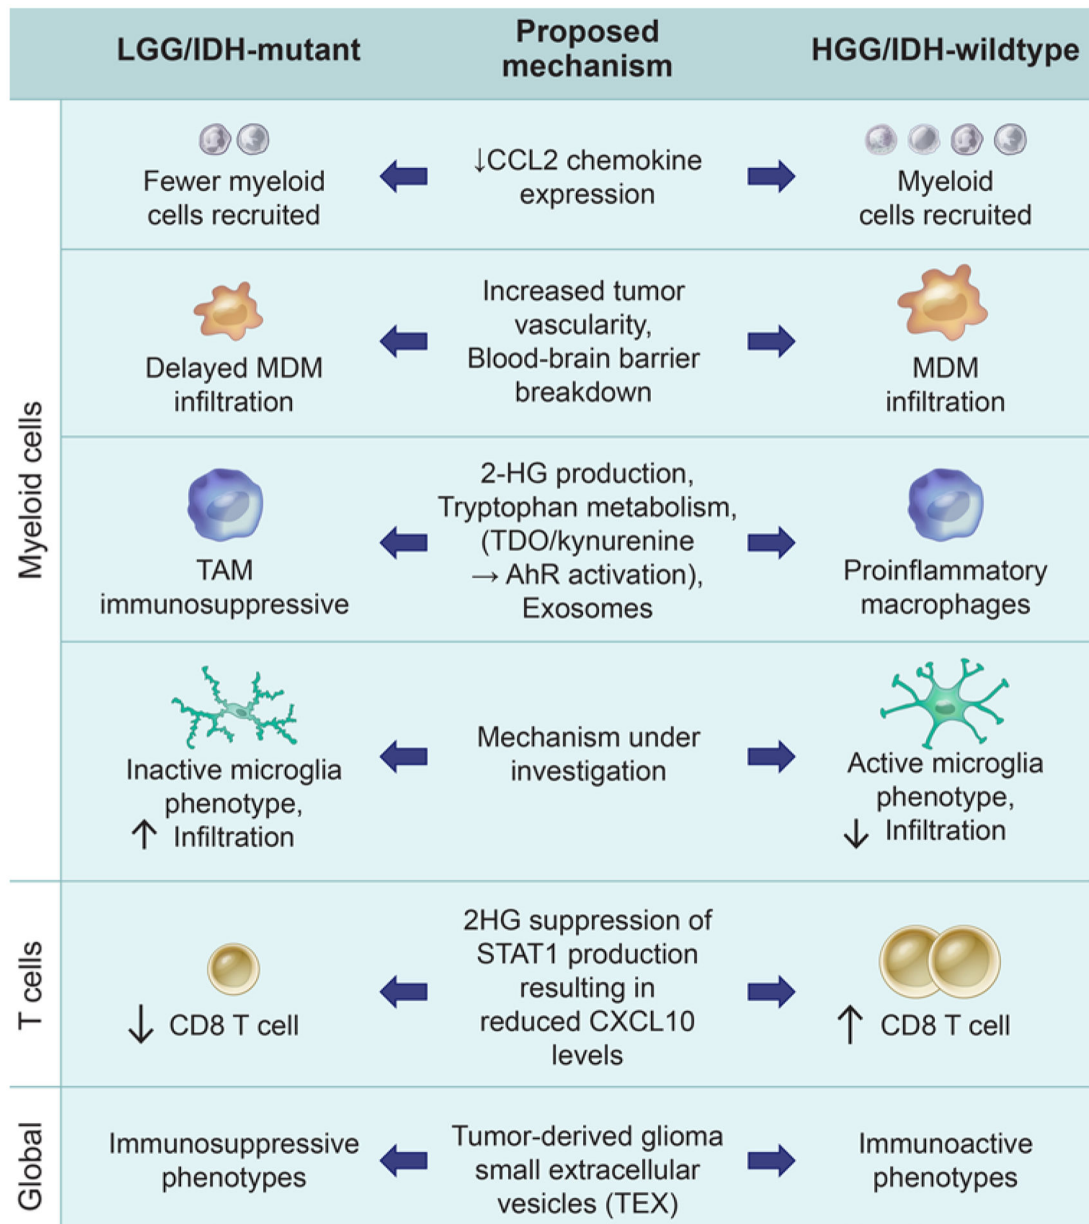 LGG/IDH-mutant
Proposed
mechanism
HGG/IDH-wildtype
Myeloid cells
Fewer myeloid
cells recruited
↓CCL2 chemokine
expression
Myeloid
cells recruited
Delayed MDM
infiltration
Increased tumor
vascularity,
Blood-brain barrier
breakdown
MDM
infiltration
TAM
immunosuppressive
2-HG production,
Tryptophan metabolism,
(TDO/kynurenine
→ AhR activation),
Exosomes
Proinflammatory
macrophages
Inactive microglia
phenotype,
↑ Infiltration
Mechanism under
investigation
Active microglia
phenotype,
↓ Infiltration
T cells
↓ CD8 T cell
2HG suppression of
STAT1 production
resulting in
reduced CXCL10
levels
↑ CD8 T cell
Global
Immunosuppressive
phenotypes
Tumor-derived glioma
small extracellular
vesicles (TEX)
Immunoactive
phenotypes